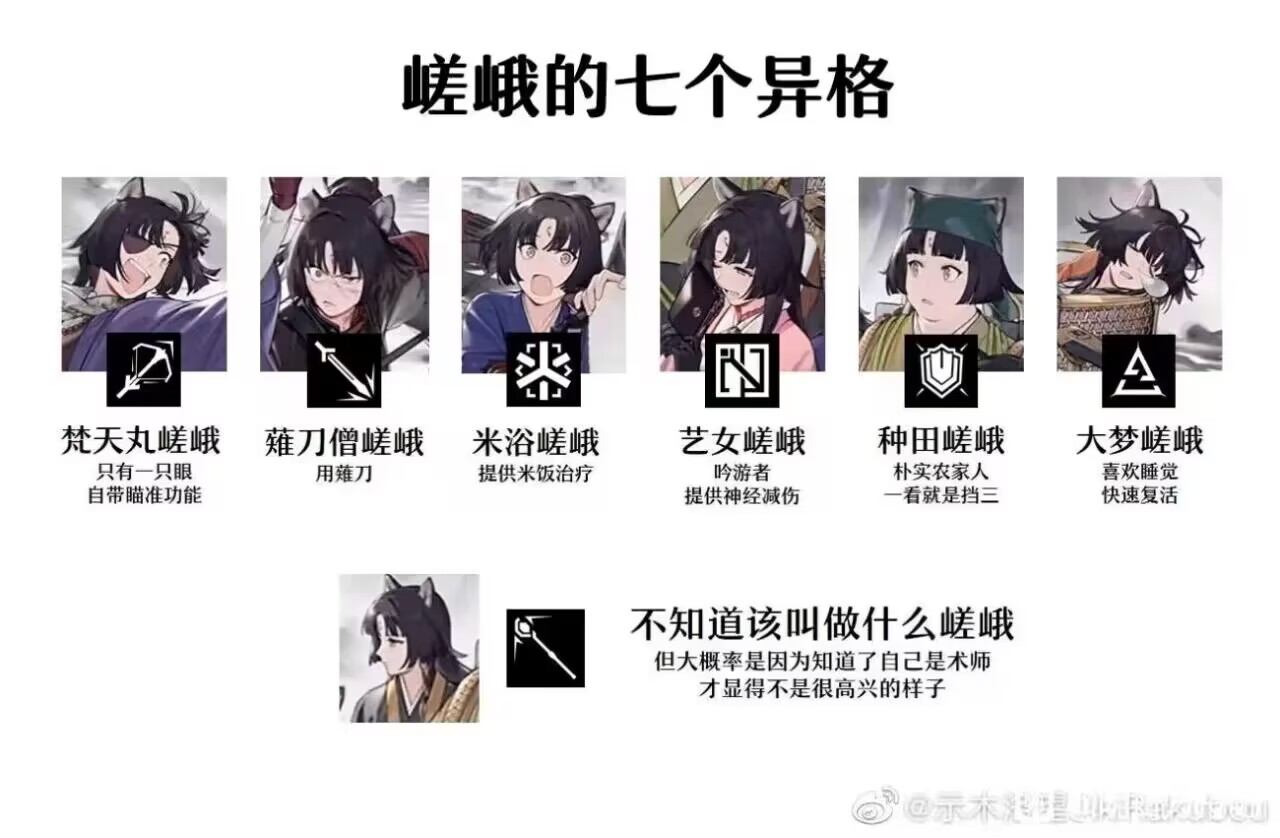 嵯峨的七个异格
梵天丸嵯峨
只有一只眼
自带瞄准功能
薙刀僧嵯峨
用薙刀
米浴嵯峨
提供米饭治疗
艺女嵯峨
吟游者
提供神经减伤
种田嵯峨
朴实农家人
一看就是挡三
大梦嵯峨
喜欢睡觉
快速复活
不知道该叫做什么嵯峨
但大概率是因为知道了自己是术师
才显得不是很高兴的样子